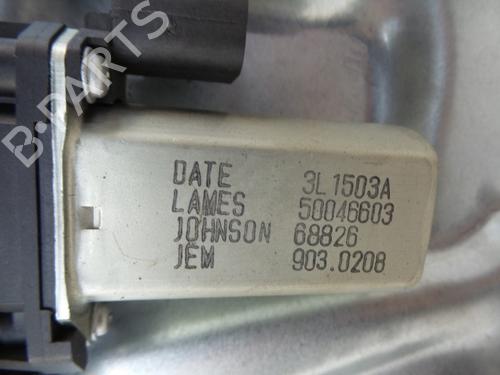 B-PARTS
DATE 3L1503A
LAMES 50046603
JOHNSON 68826
JEM 903.0208